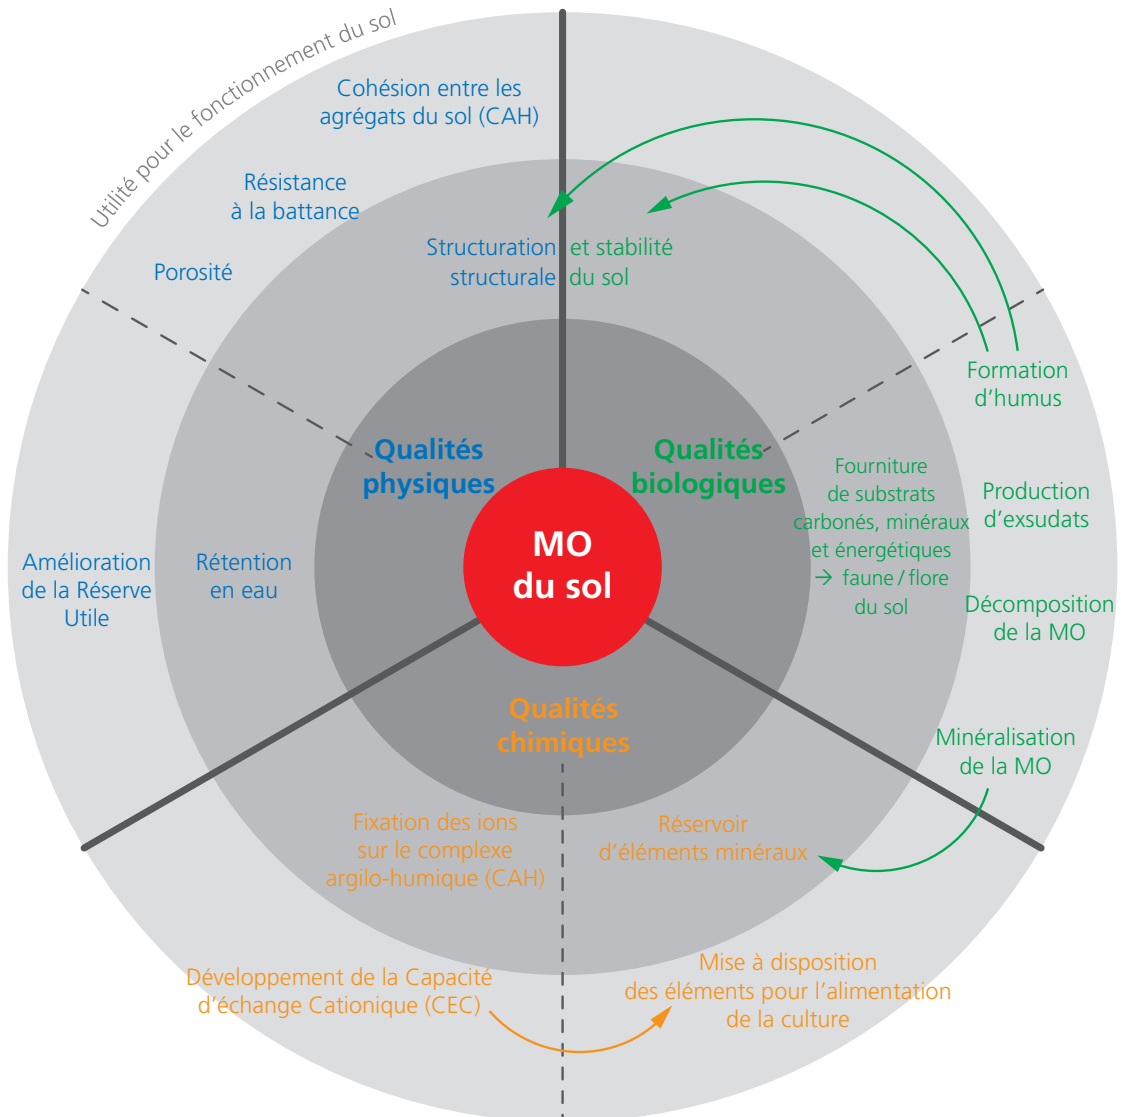 Utilité pour le fonctionnement du sol
Cohésion entre les
agrégats du sol (CAH)
Résistance
à la battance
Porosité
Structuration et stabilité
structurale du sol
Formation
d'humus
Qualités
physiques
Qualités
biologiques
Fourniture
de substrats
carbonés, minéraux
et énergétiques
→ faune / flore
du sol
Production
d'exsudats
MO
du sol
Amélioration
de la Réserve
Utile
Rétention
en eau
Décomposition
de la MO
Qualités
chimiques
Minéralisation
de la MO
Fixation des ions
sur le complexe
argilo-humique (CAH)
Réservoir
d'éléments minéraux
Développement de la Capacité
d'échange Cationique (CEC)
Mise à disposition
des éléments pour l'alimentation
de la culture